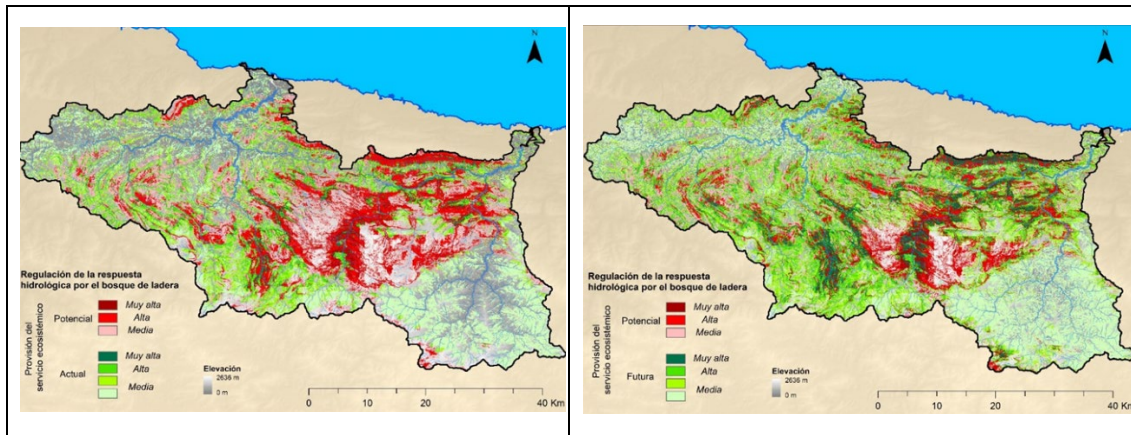 N
Regulación de la respuesta
hidrológica por el bosque de ladera
Provisión del
servicio ecosistémico
Potencial
Muy alta
Alta
Media
Actual
Muy alta
Alta
Media
Elevación
2636 m
0 m
0 10 20 40 Km
N
Regulación de la respuesta
hidrológica por el bosque de ladera
Provisión del
servicio ecosistémico
Potencial
Muy alta
Alta
Media
Futura
Muy alta
Alta
Media
Elevación
2636 m
0 m
0 10 20 40 Km